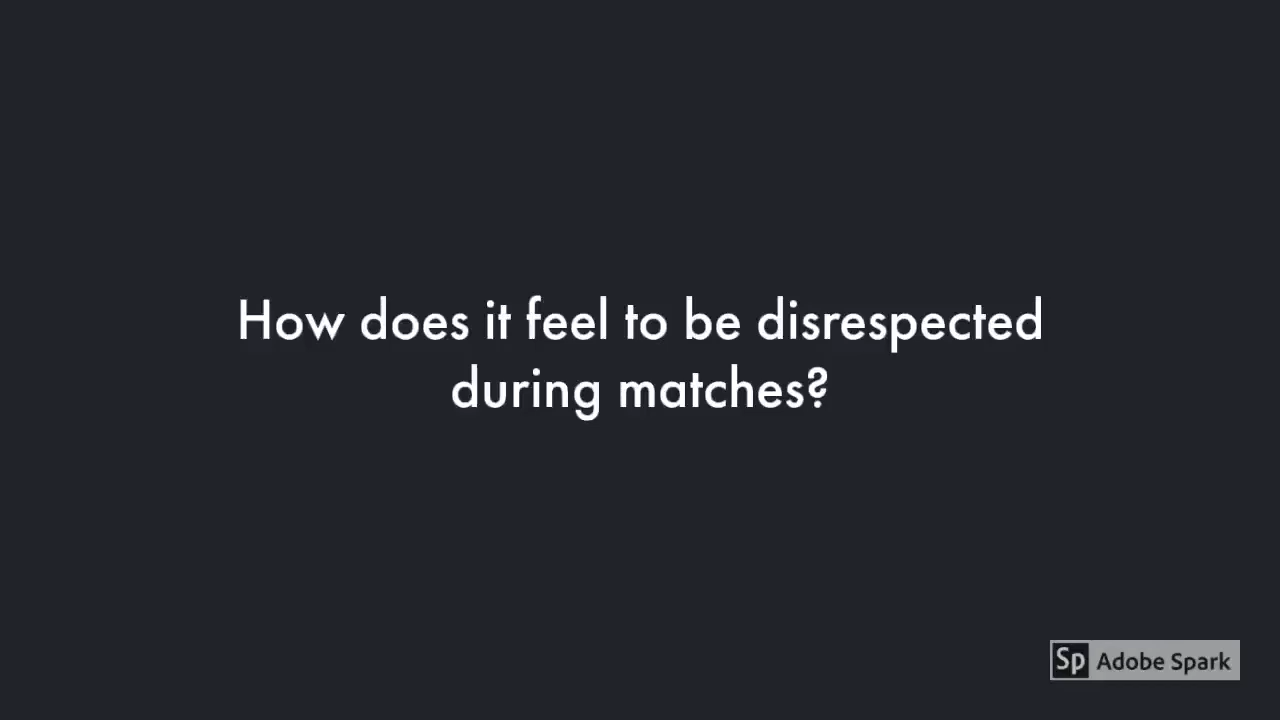 How does it feel to be disrespected
during matches?
Sp Adobe Spark